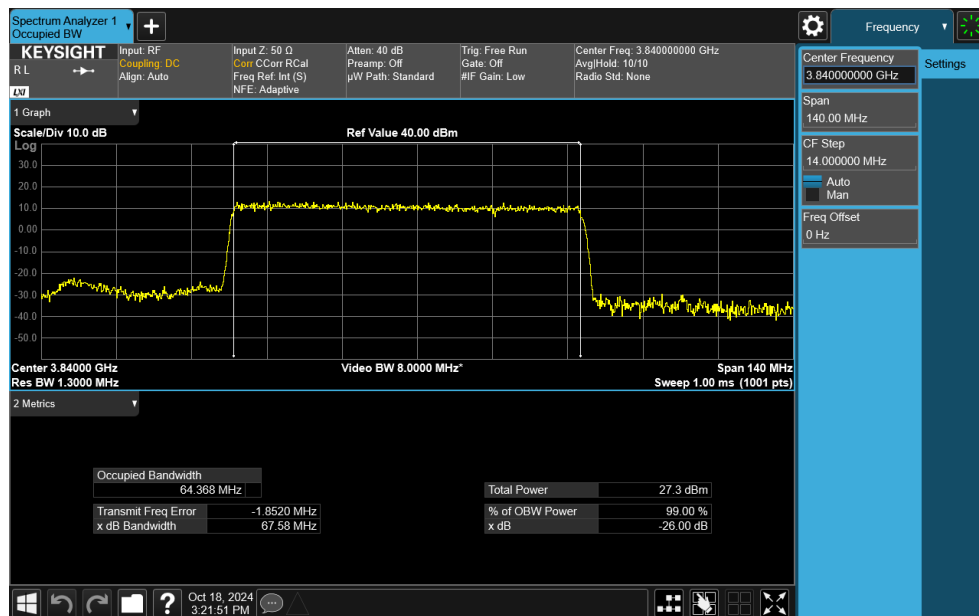 Spectrum Analyzer 1
Occupied BW
+
Frequency
KEYSIGHT
R L
LXI
Input: RF
Coupling: DC
Align: Auto
Input Z: 50 Ω
Corr CCorr RCal
Freq Ref: Int (S)
NFE: Adaptive
Atten: 40 dB
Preamp: Off
µW Path: Standard
Trig: Free Run
Gate: Off
#IF Gain: Low
Center Freq: 3.840000000 GHz
Avg|Hold: 10/10
Radio Std: None
Center Frequency
3.840000000 GHz
Settings
Span
140.00 MHz
CF Step
14.000000 MHz
Auto
Man
Freq Offset
0 Hz
1 Graph
Scale/Div 10.0 dB
Ref Value 40.00 dBm
Log
30.0
20.0
10.0
0.00
-10.0
-20.0
-30.0
-40.0
-50.0
Center 3.84000 GHz
Video BW 8.0000 MHz*
Span 140 MHz
Res BW 1.3000 MHz
Sweep 1.00 ms (1001 pts)
2 Metrics
Occupied Bandwidth
64.368 MHz
Total Power 27.3 dBm
Transmit Freq Error -1.8520 MHz
% of OBW Power 99.00 %
x dB Bandwidth 67.58 MHz
x dB -26.00 dB
?
Oct 18, 2024
3:21:51 PM